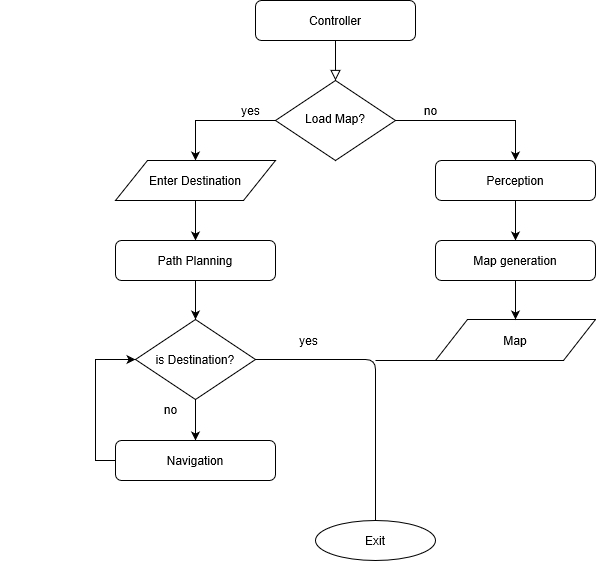 Controller
Load Map?
yes
no
Enter Destination
Perception
Path Planning
Map generation
is Destination?
yes
Map
no
Navigation
Exit